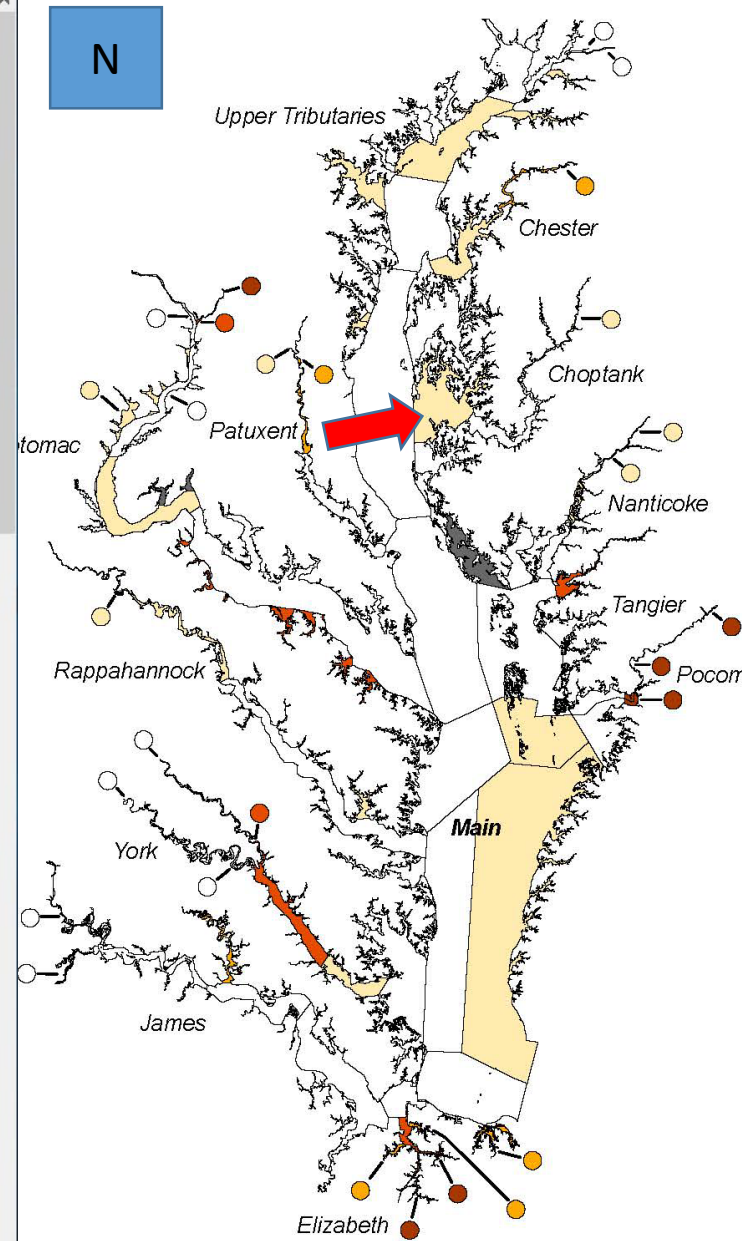 N
Upper Tributaries
Chester
Choptank
Patuxent
tomac
Nanticoke
Tangier
Rappahannock
Pocom
Main
York
James
Elizabeth